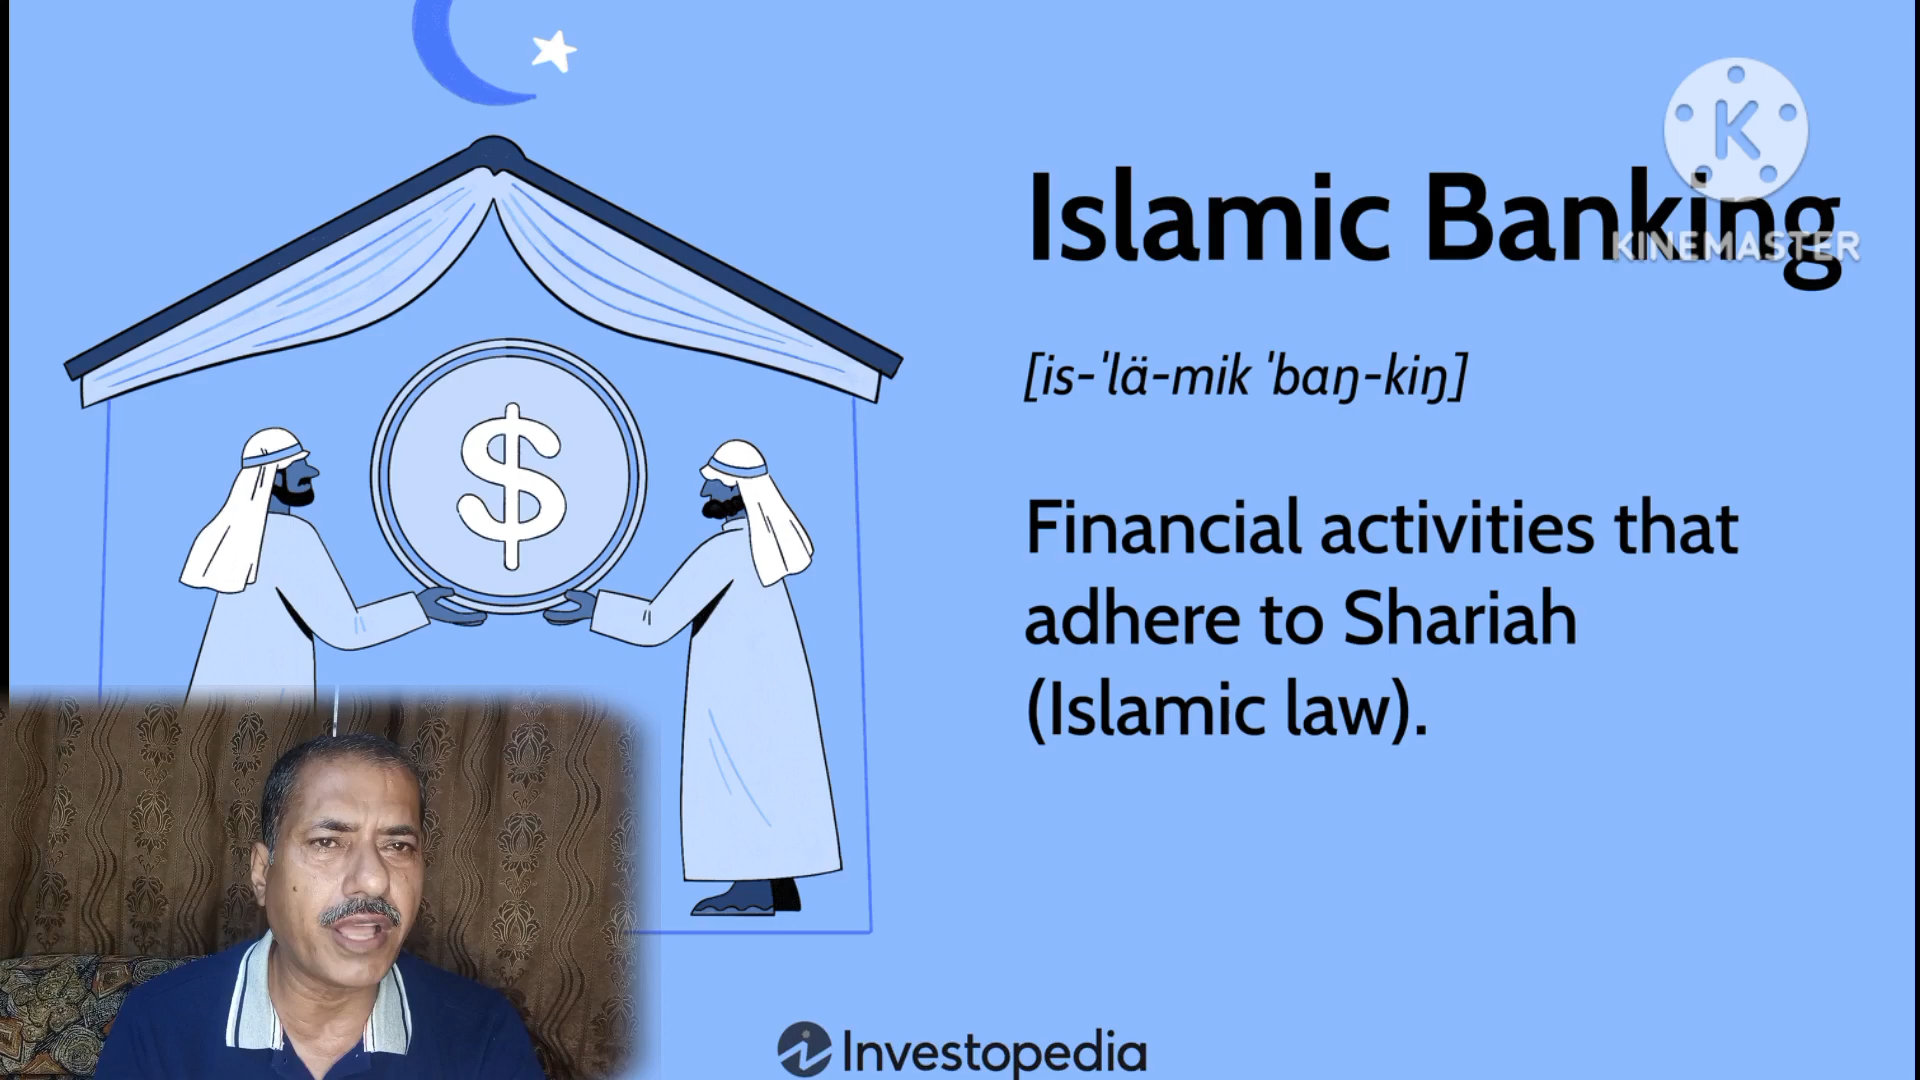 Islamic Banking
KINEMASTER
[is-ˈlä-mik ˈbaŋ-kiŋ]
Financial activities that
adhere to Shariah
(Islamic law).
$
Investopedia